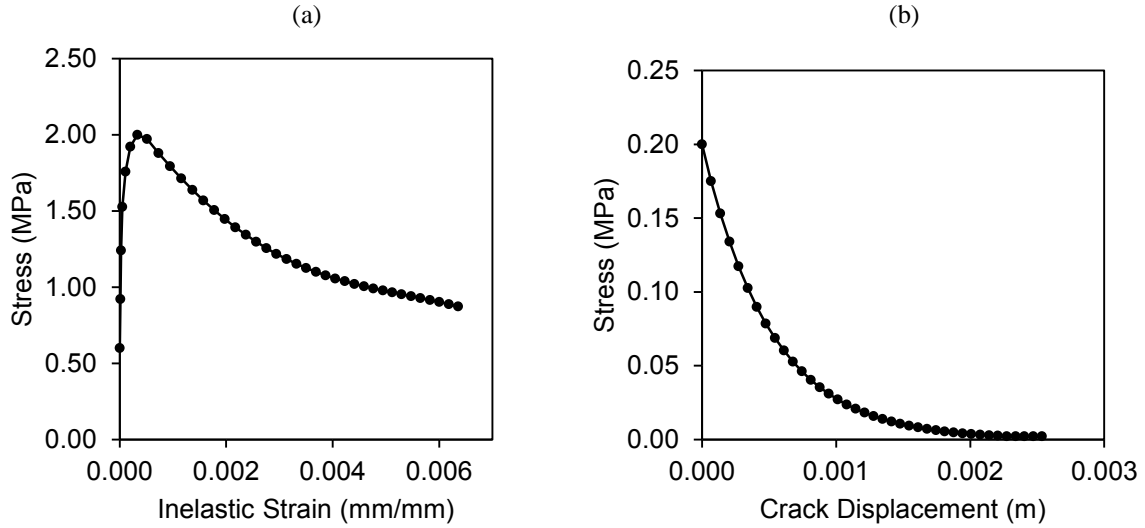 (a)
2.50
2.00
1.50
1.00
0.50
0.00
Stress (MPa)
0.000 0.002 0.004 0.006
Inelastic Strain (mm/mm)
(b)
0.25
0.20
0.15
0.10
0.05
0.00
Stress (MPa)
0.000 0.001 0.002 0.003
Crack Displacement (m)